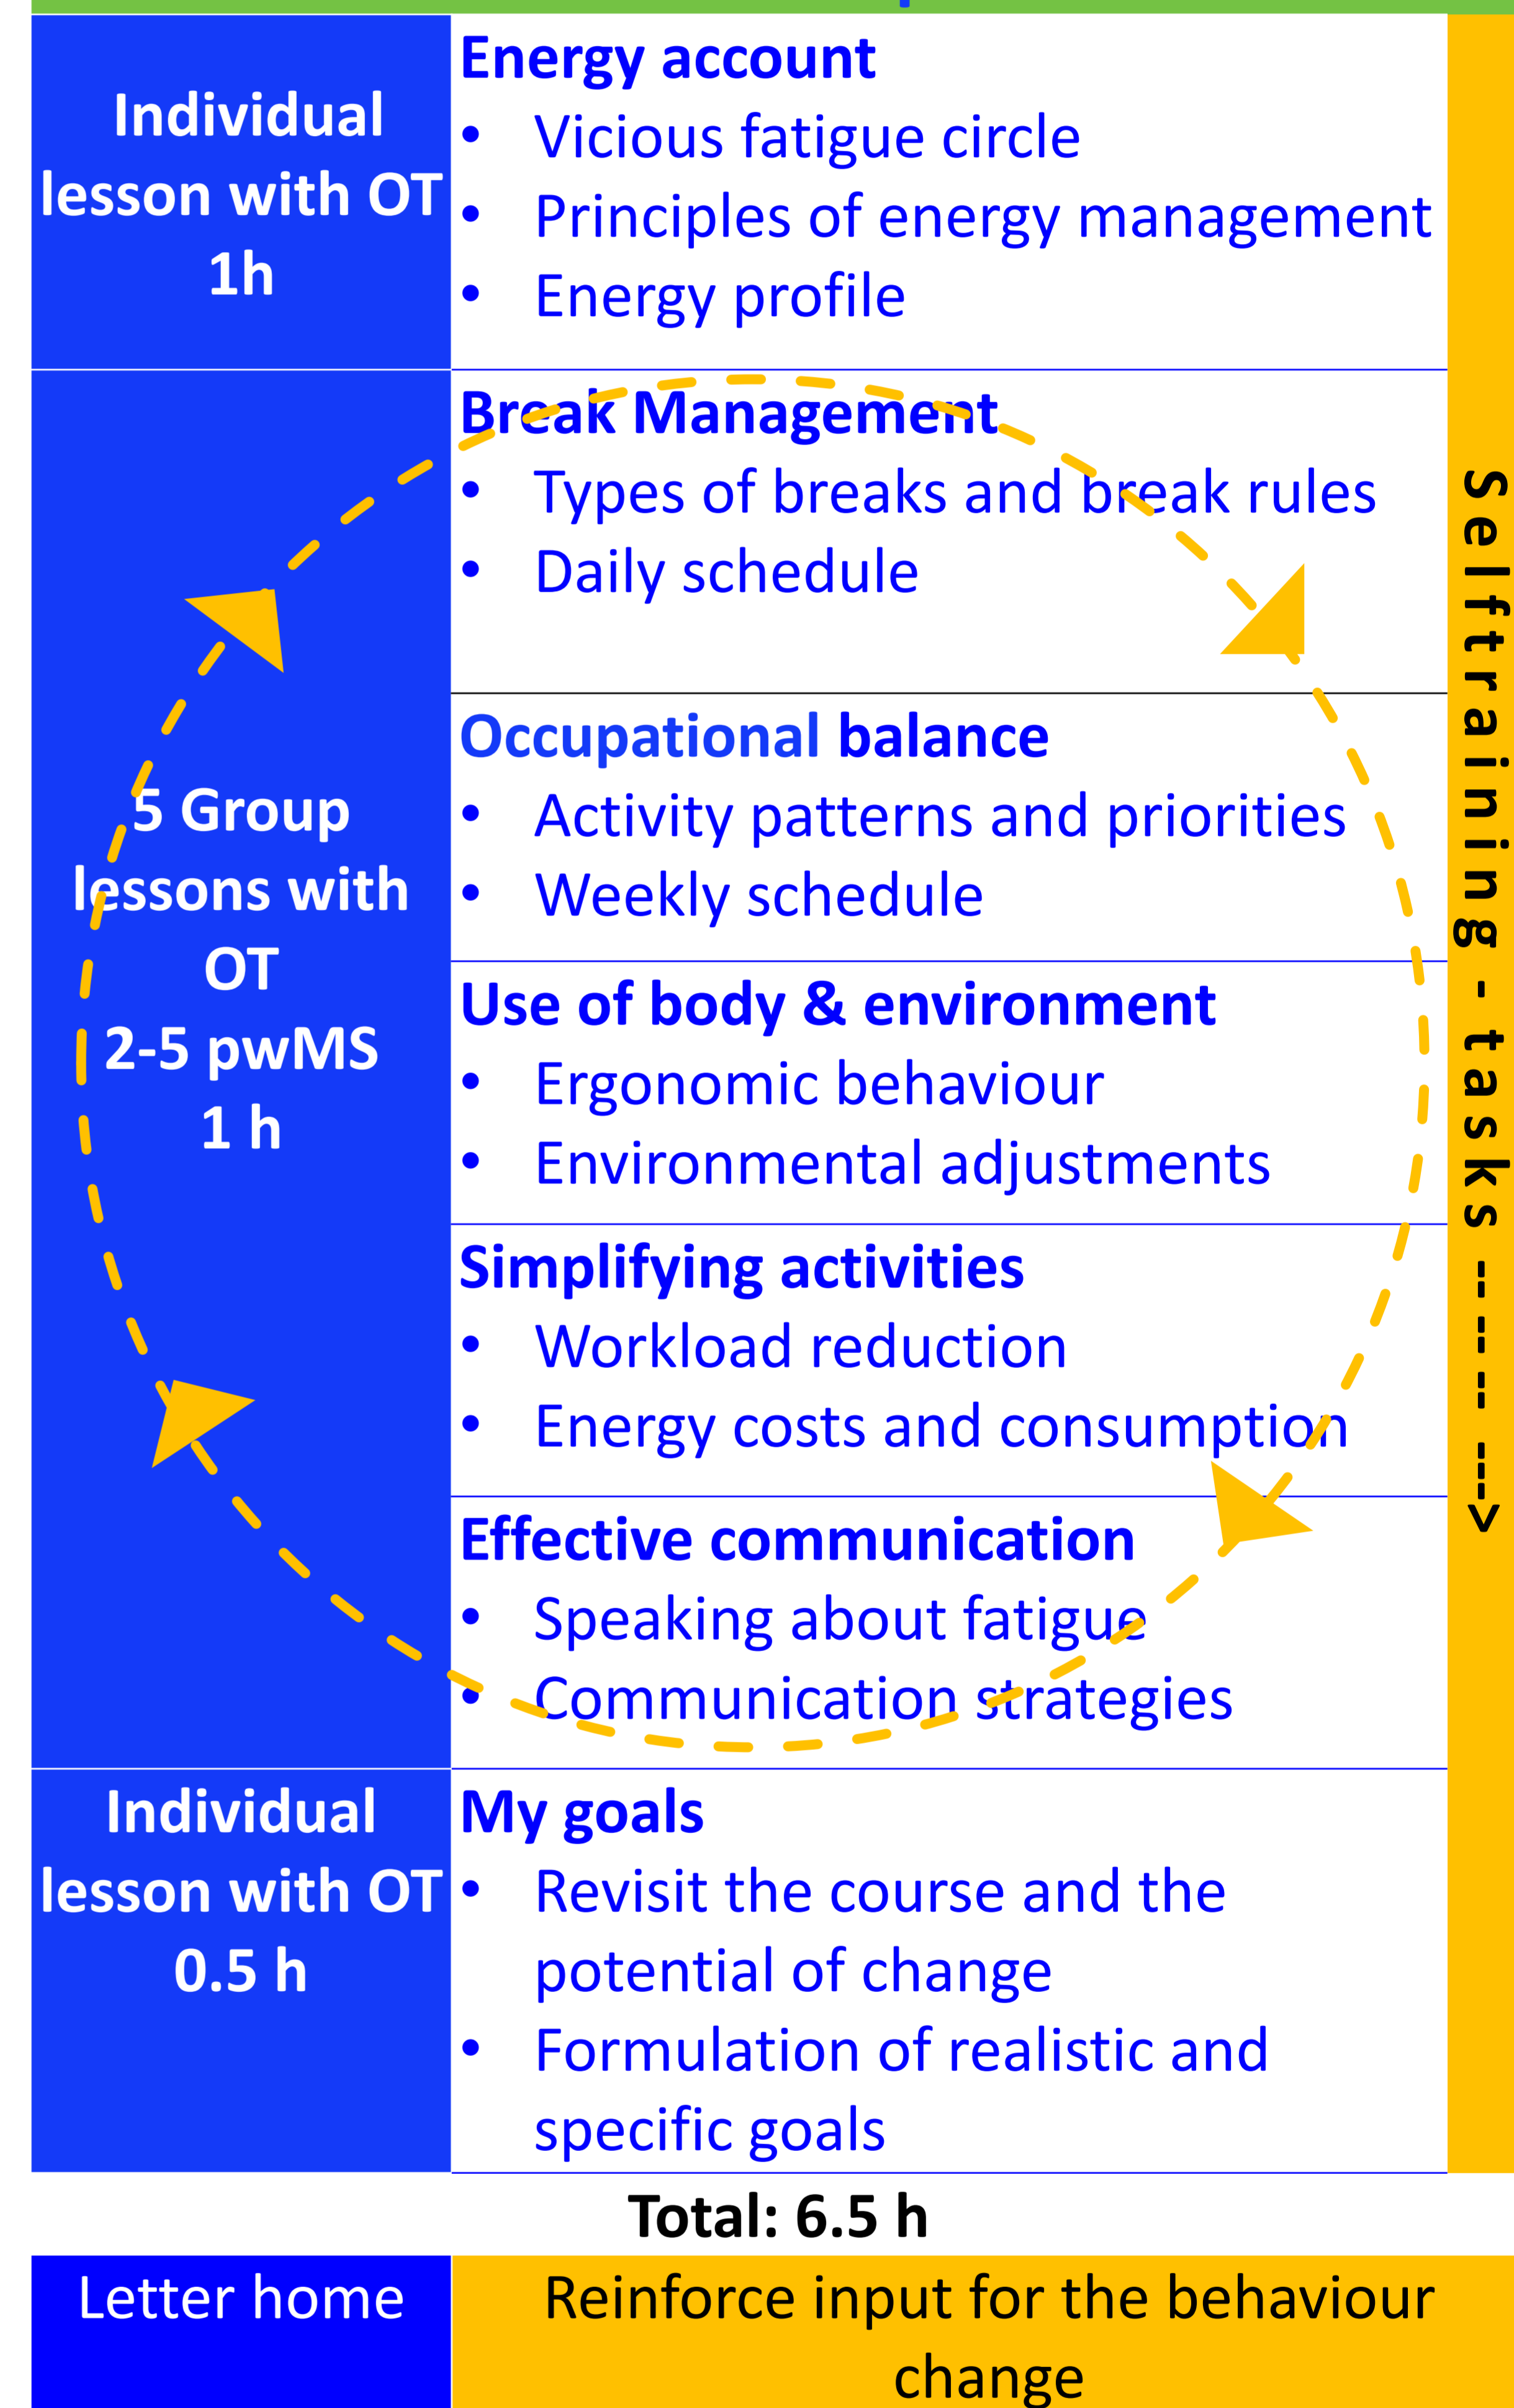 Individual
lesson with OT
1h
Energy account
• Vicious fatigue circle
• Principles of energy management
• Energy profile
5 Group
lessons with
OT
2-5 pwMS
1 h
Break Management
• Types of breaks and break rules
• Daily schedule
Occupational balance
• Activity patterns and priorities
• Weekly schedule
Use of body & environment
• Ergonomic behaviour
• Environmental adjustments
Simplifying activities
• Workload reduction
• Energy costs and consumption
Effective communication
• Speaking about fatigue
• Communication strategies
Individual
lesson with OT
0.5 h
My goals
• Revisit the course and the
potential of change
• Formulation of realistic and
specific goals
Selftraining - tasks -- -- -- --->
Total: 6.5 h
Letter home
Reinforce input for the behaviour
change